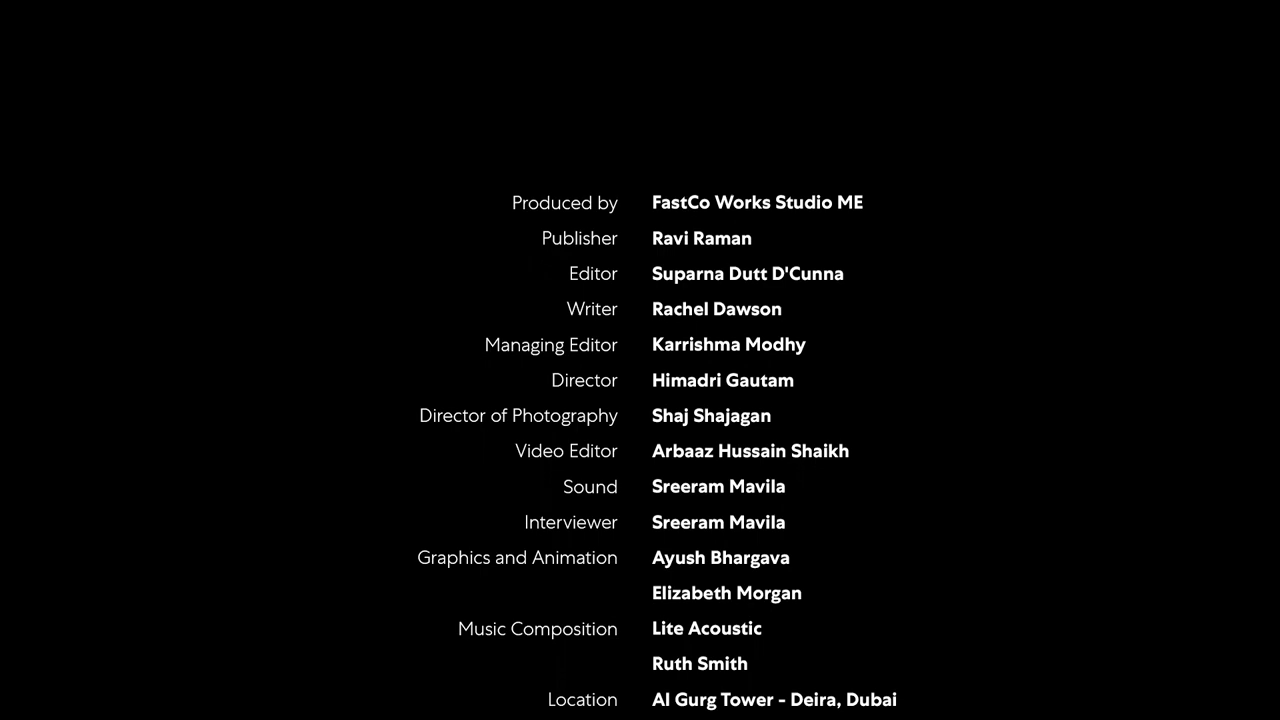 Produced by FastCo Works Studio ME
Publisher Ravi Raman
Editor Suparna Dutt D'Cunna
Writer Rachel Dawson
Managing Editor Karrishma Modhy
Director Himadri Gautam
Director of Photography Shaj Shajagan
Video Editor Arbaaz Hussain Shaikh
Sound Sreeram Mavila
Interviewer Sreeram Mavila
Graphics and Animation Ayush Bhargava
Elizabeth Morgan
Music Composition Lite Acoustic
Ruth Smith
Location Al Gurg Tower - Deira, Dubai